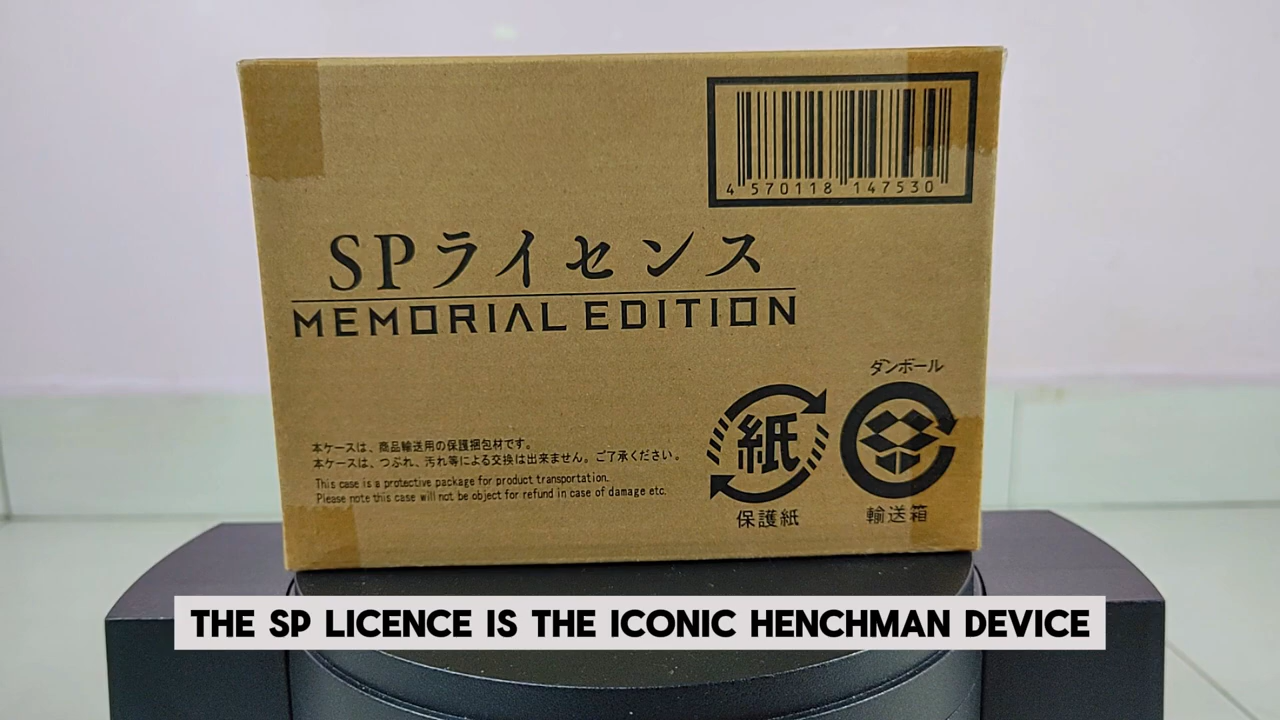 4 570118 147530
SPライセンス
MEMORIAL EDITION
ダンボール
紙
本ケースは、商品輸送用の保護梱包材です。
本ケースは、つぶれ、汚れ等による交換は出来ません。ご了承ください。
This case is a protective package for product transportation.
Please note this case will not be object for refund in case of damage etc.
保護紙
輸送箱
THE SP LICENCE IS THE ICONIC HENCHMAN DEVICE